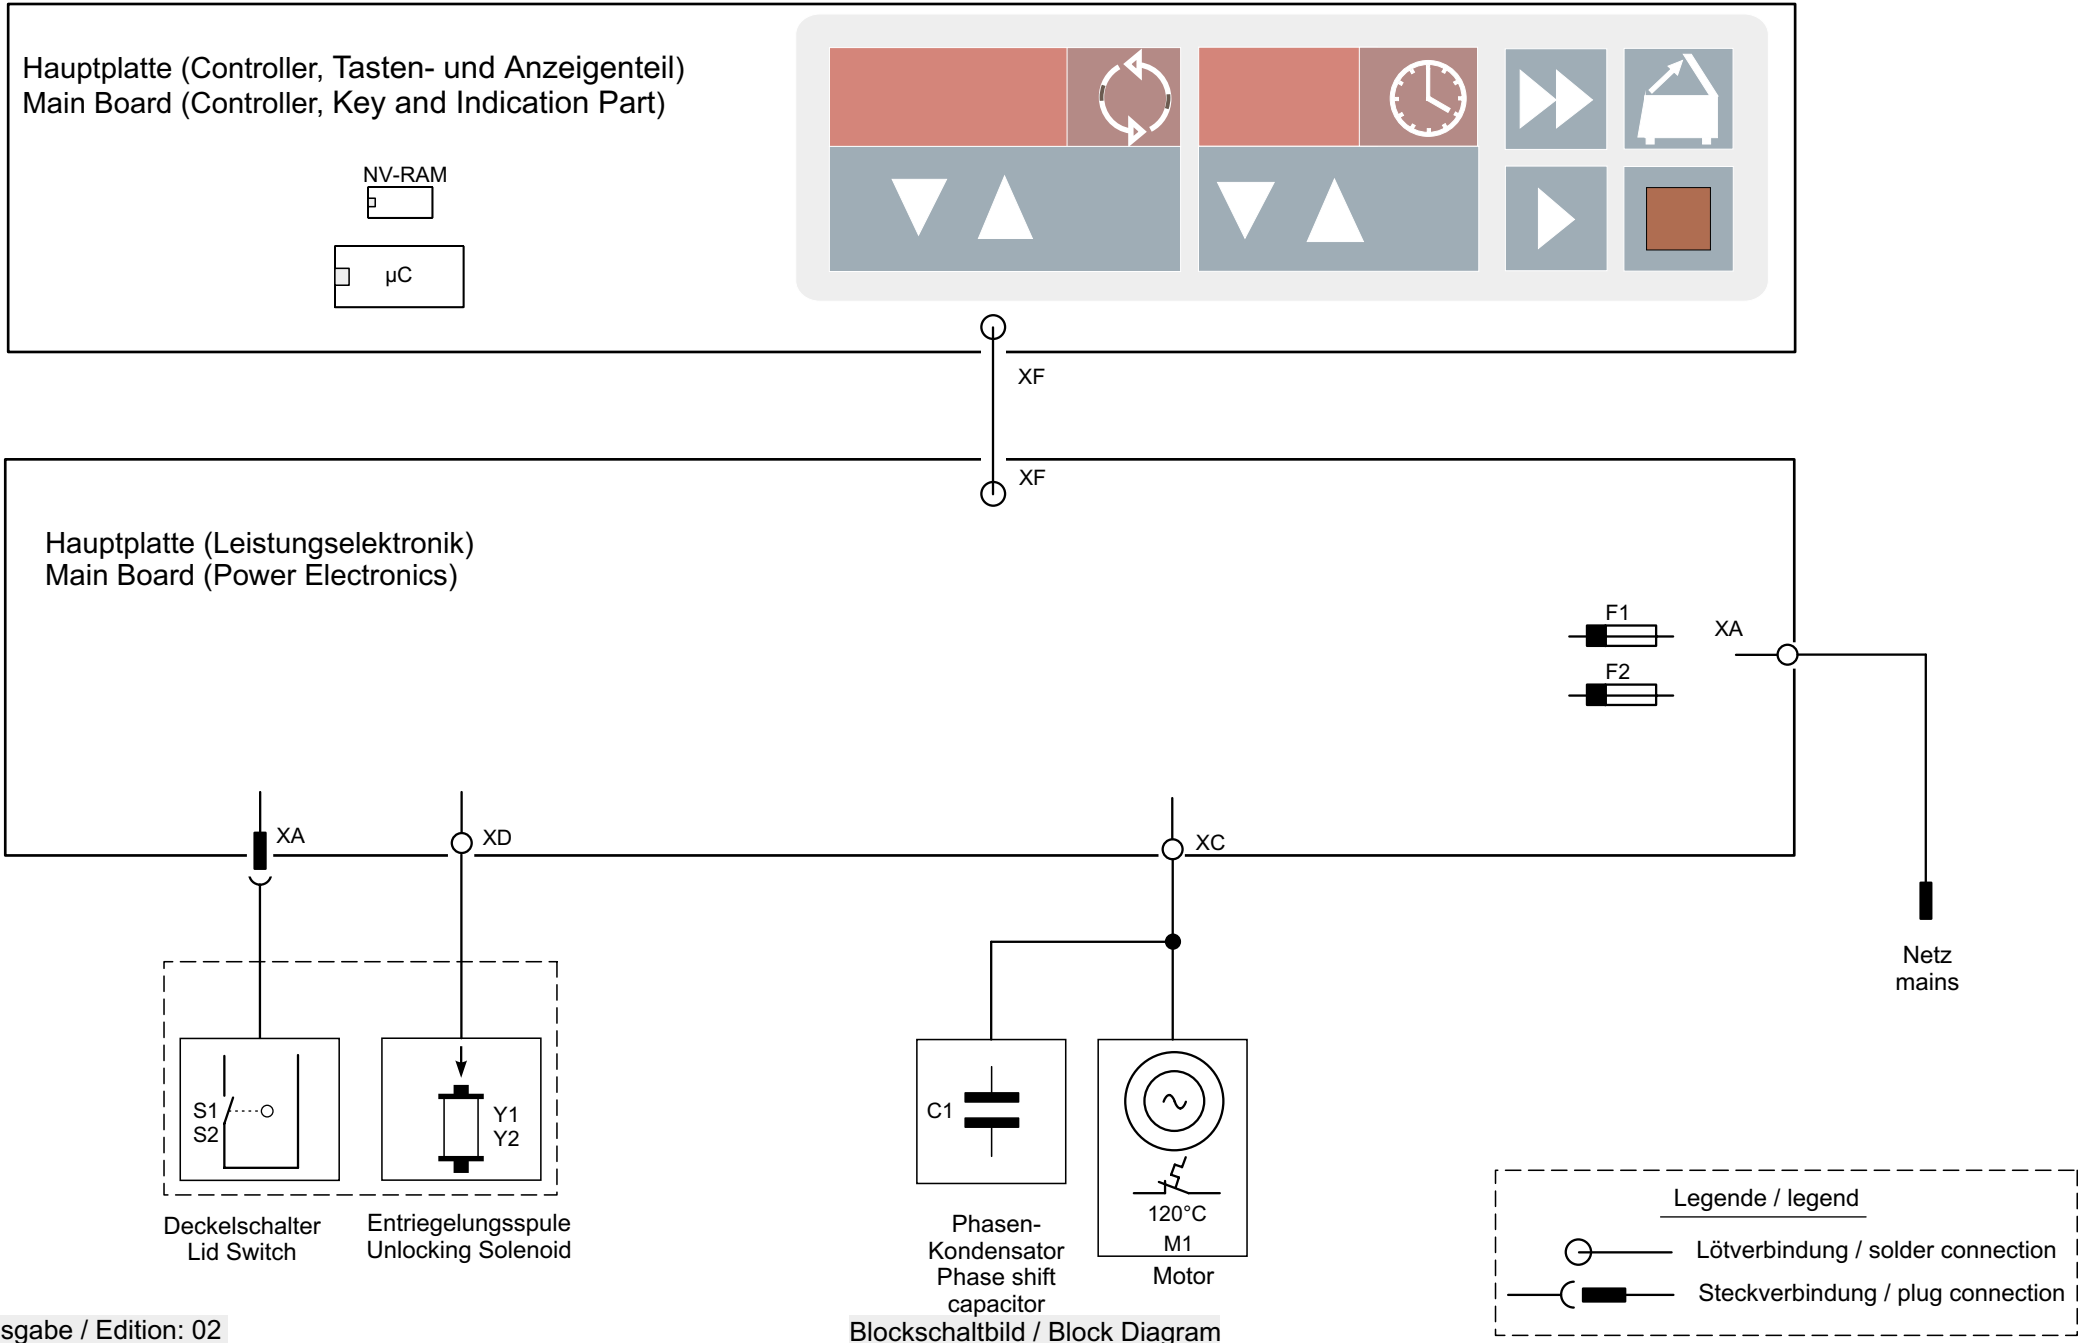 Hauptplatte (Controller, Tasten- und Anzeigenteil)
Main Board (Controller, Key and Indication Part)
NV-RAM
µC
XF
XF
Hauptplatte (Leistungselektronik)
Main Board (Power Electronics)
F1
XA
F2
XA
XD
XC
Netz
mains
S1
S2
Y1
Y2
C1
120°C
M1
Deckelschalter
Lid Switch
Entriegelungsspule
Unlocking Solenoid
Phasen-
Kondensator
Phase shift
capacitor
Motor
Legende / legend
Lötverbindung / solder connection
Steckverbindung / plug connection
sgabe / Edition: 02
Blockschaltbild / Block Diagram